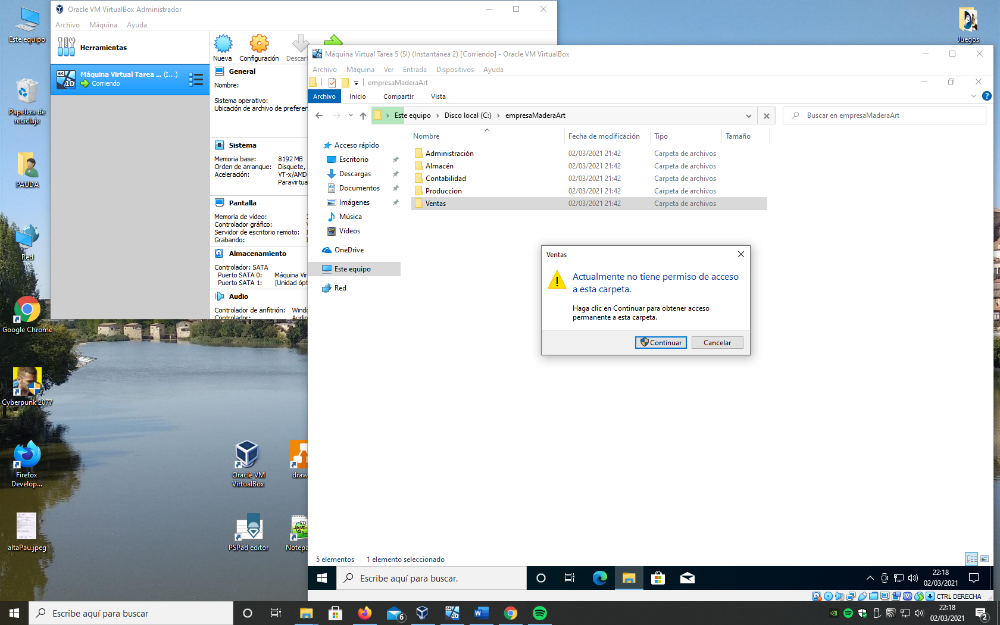 Este equipo
Papelera de
reciclaje
PAUDA
Red
Google Chrome
Cyberpunk 2077
Firefox
Develop...
altaPau.jpeg
Oracle VM
VirtualBox
draw
PSPad editor
Notepa
Juegos
Oracle VM VirtualBox Administrador
Archivo Máquina Ayuda
Herramientas
64
10
Máquina Virtual Tarea ... (I...)
Corriendo
Nueva Configuración Descart
General
Nombre:
Sistema operativo:
Ubicación de archivo de preferen
Sistema
Memoria base: 8192 MB
Orden de arranque: Disquete,
Aceleración: VT-x/AMD
Paravirtua
Pantalla
Memoria de vídeo:
Controlador gráfico:
Servidor de escritorio remoto:
Grabando:
Almacenamiento
Controlador: SATA
Puerto SATA 0: Máquina Vir
Puerto SATA 1: [Unidad ópt
Audio
Controlador de anfitrión: Windo
Controlador: Audio
Máquina Virtual Tarea 5 (SI) (Instantánea 2) [Corriendo] - Oracle VM VirtualBox
Archivo Máquina Ver Entrada Dispositivos Ayuda
empresaMaderaArt
Archivo Inicio Compartir Vista
Este equipo Disco local (C:) empresaMaderaArt
Buscar en empresaMaderaArt
Acceso rápido
Escritorio
Descargas
Documentos
Imágenes
Música
Vídeos
OneDrive
Este equipo
Red
Nombre Fecha de modificación Tipo Tamaño
Administración 02/03/2021 21:42 Carpeta de archivos
Almacén 02/03/2021 21:42 Carpeta de archivos
Contabilidad 02/03/2021 21:42 Carpeta de archivos
Produccion 02/03/2021 21:42 Carpeta de archivos
Ventas 02/03/2021 21:42 Carpeta de archivos
Ventas
Actualmente no tiene permiso de acceso
a esta carpeta.
Haga clic en Continuar para obtener acceso
permanente a esta carpeta.
Continuar Cancelar
5 elementos 1 elemento seleccionado
Escribe aquí para buscar.
22:18
02/03/2021
CTRL DERECHA
Escribe aquí para buscar
6
22:18
02/03/2021
2